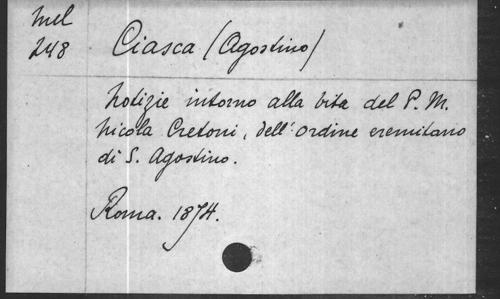 Mel
248
Ciasca (Agostino)
Notizie intorno alla vita del P. M.
Nicola Cretoni, dell' ordine eremitano
di S. Agostino.
Roma. 1874.